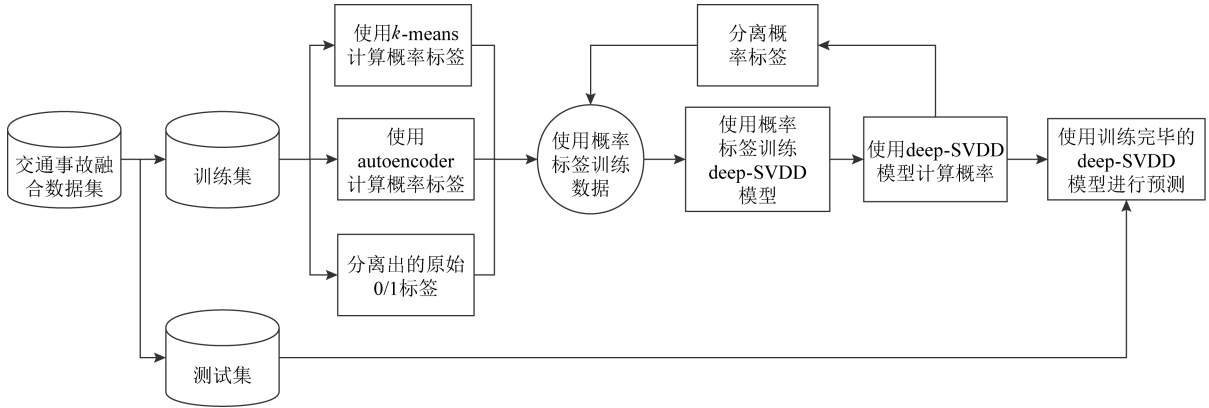 交通事故融
合数据集
训练集
测试集
使用k-means
计算概率标签
使用
autoencoder
计算概率标签
分离出的原始
0/1标签
使用概率
标签训练
数据
分离概
率标签
使用概率
标签训练
deep-SVDD
模型
使用deep-SVDD
模型计算概率
使用训练完毕的
deep-SVDD
模型进行预测